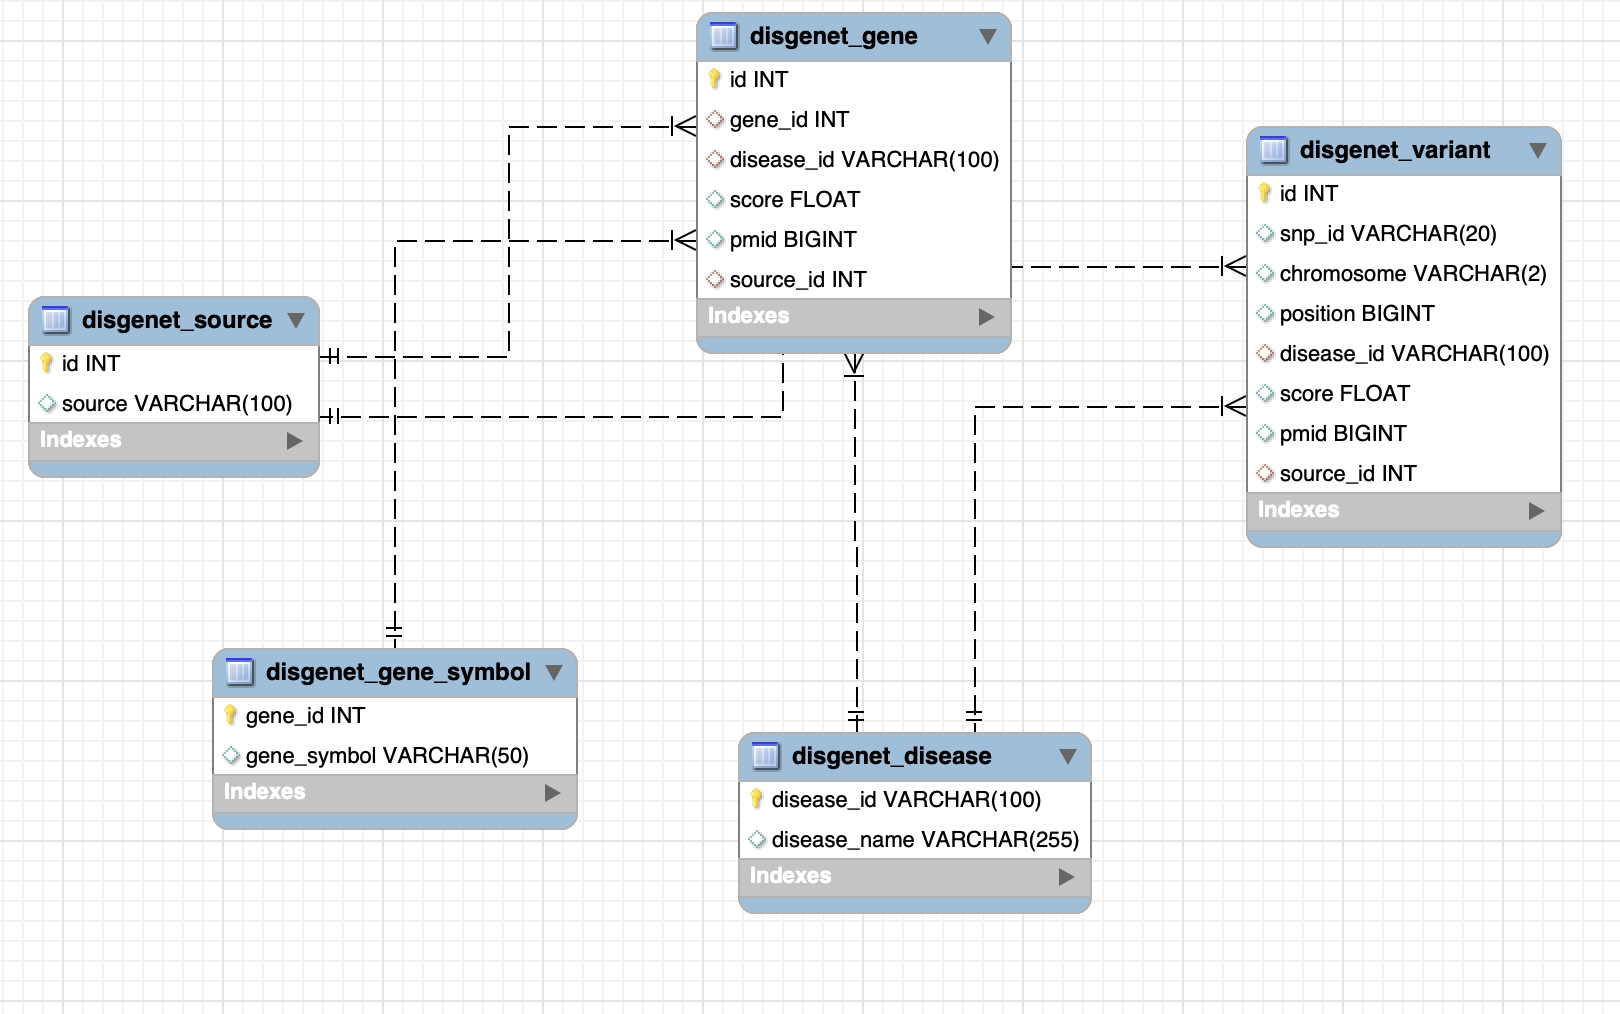 disgenet_gene
id INT
gene_id INT
disease_id VARCHAR(100)
score FLOAT
pmid BIGINT
source_id INT
Indexes
disgenet_variant
id INT
snp_id VARCHAR(20)
chromosome VARCHAR(2)
position BIGINT
disease_id VARCHAR(100)
score FLOAT
pmid BIGINT
source_id INT
Indexes
disgenet_source
id INT
source VARCHAR(100)
Indexes
disgenet_gene_symbol
gene_id INT
gene_symbol VARCHAR(50)
Indexes
disgenet_disease
disease_id VARCHAR(100)
disease_name VARCHAR(255)
Indexes